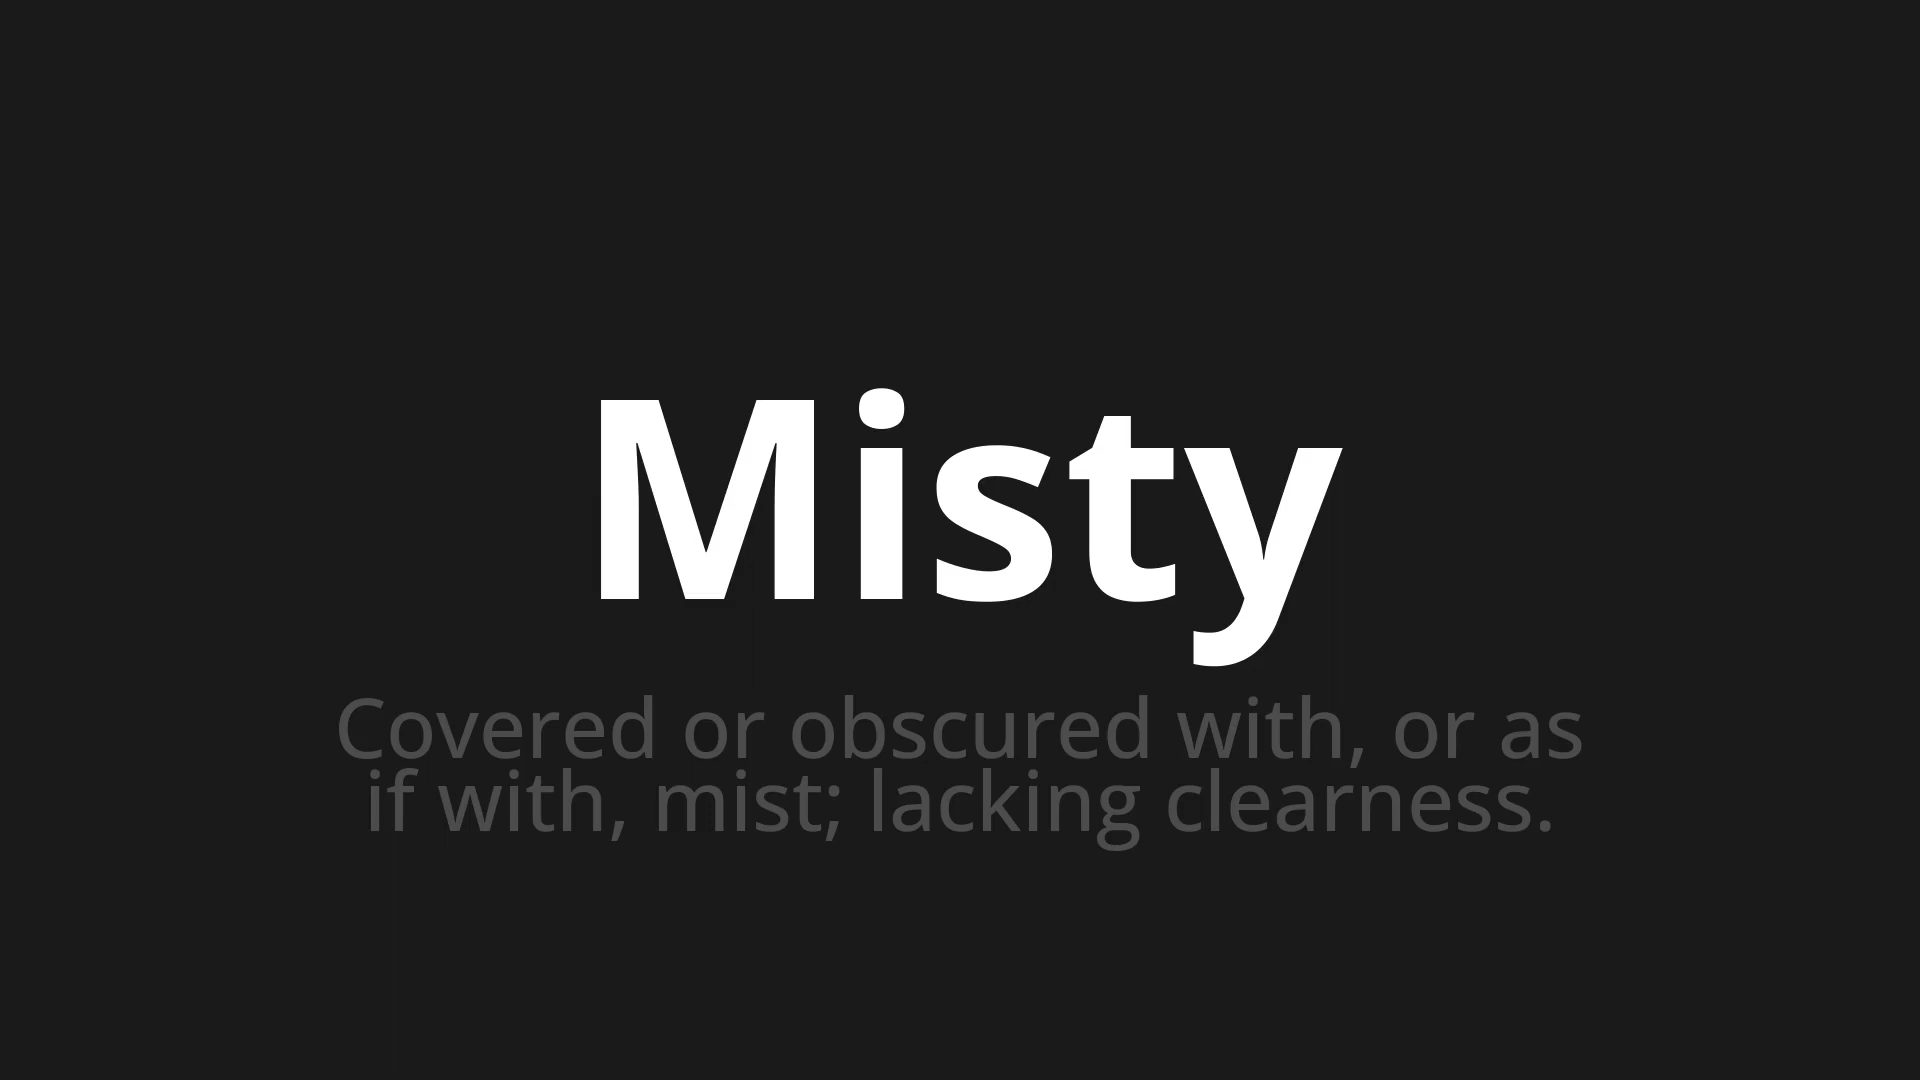 Misty
Covered or obscured with, or as
if with, mist; lacking clearness.